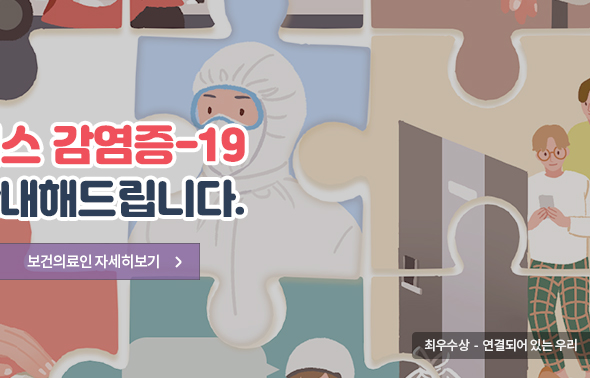 스 감염증-19
내해드립니다.
보건의료인 자세히보기
최우수상 - 연결되어 있는 우리